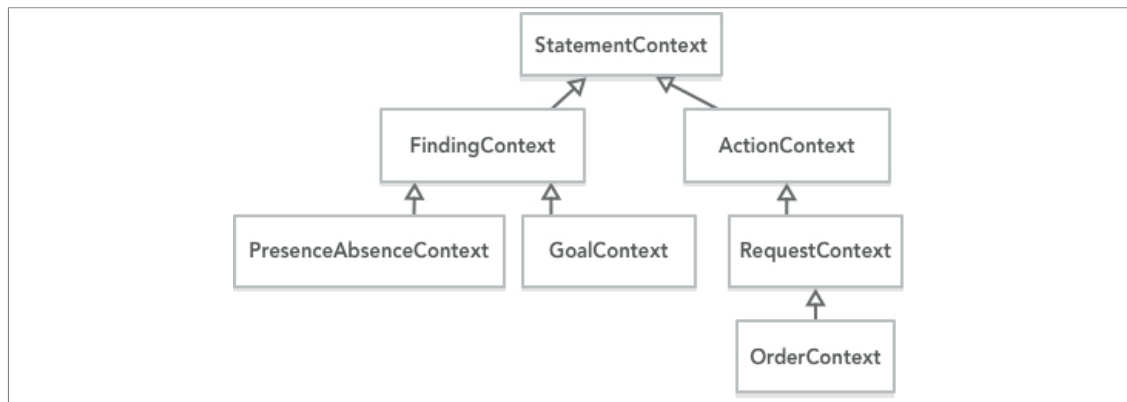 StatementContext
FindingContext
ActionContext
PresenceAbsenceContext
GoalContext
RequestContext
OrderContext